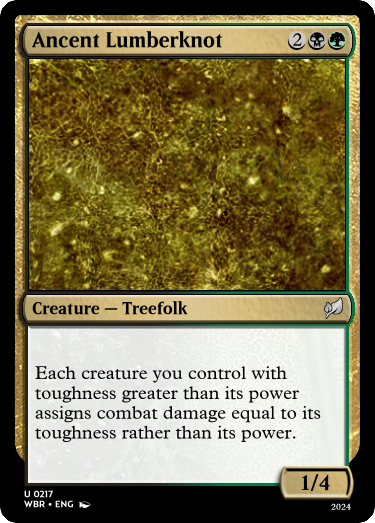 Ancent Lumberknot 2
Creature — Treefolk
Each creature you control with
toughness greater than its power
assigns combat damage equal to its
toughness rather than its power.
1/4
U 0217
WBR • ENG
2024